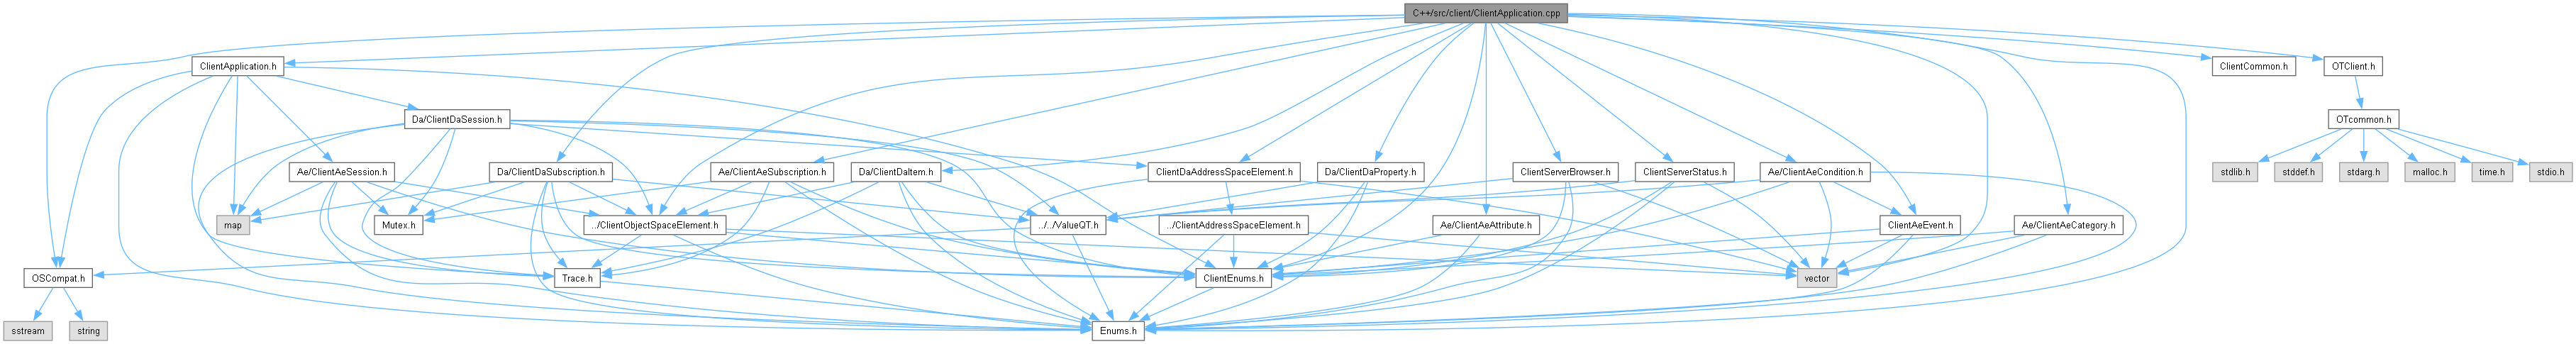 C++/src/client/ClientApplication.cpp
ClientApplication.h
ClientCommon.h
OTClient.h
Da/ClientDaSession.h
OTcommon.h
Ae/ClientAeSession.h
Da/ClientDaSubscription.h
Ae/ClientAeSubscription.h
Da/ClientDaItem.h
ClientDaAddressSpaceElement.h
Da/ClientDaProperty.h
ClientServerBrowser.h
ClientServerStatus.h
Ae/ClientAeCondition.h
stdlib.h
stddef.h
stdarg.h
malloc.h
time.h
stdio.h
map
Mutex.h
../ClientObjectSpaceElement.h
../../ValueQT.h
../ClientAddressSpaceElement.h
Ae/ClientAeAttribute.h
ClientAeEvent.h
Ae/ClientAeCategory.h
OSCompat.h
Trace.h
ClientEnums.h
vector
sstream
string
Enums.h